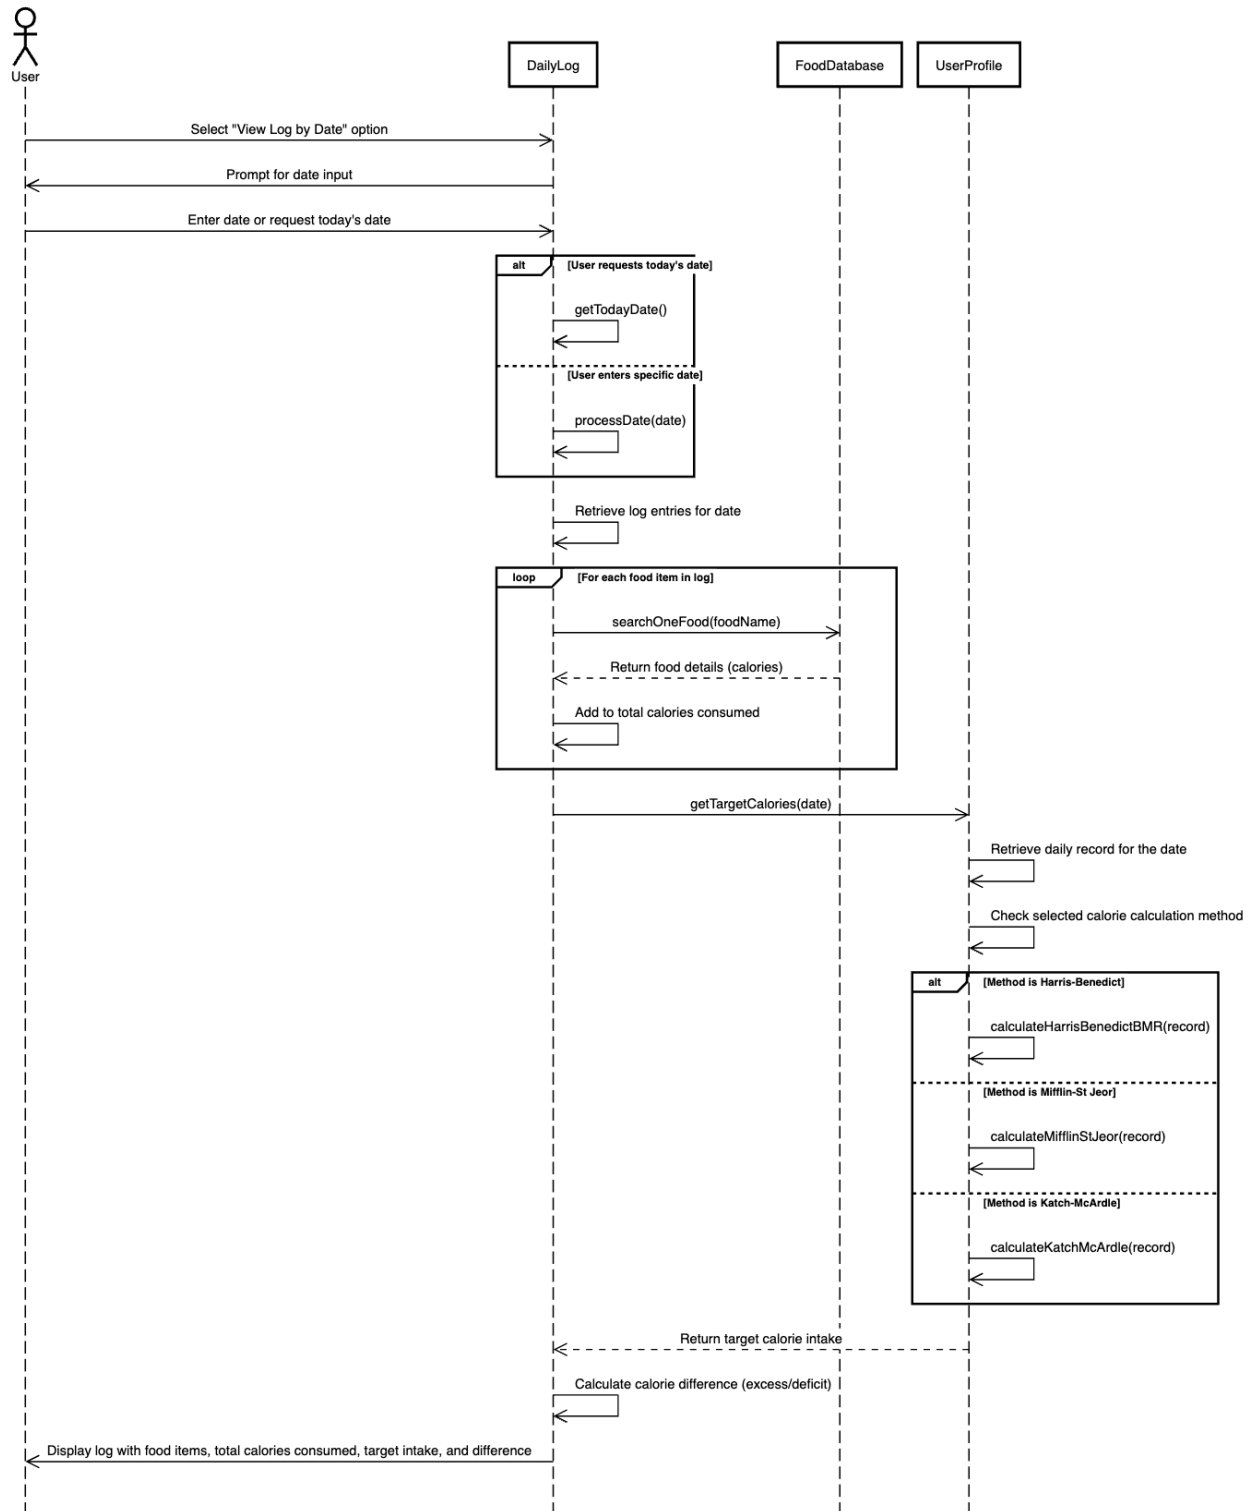 User
DailyLog
FoodDatabase
UserProfile
Select "View Log by Date" option
Prompt for date input
Enter date or request today's date
alt
[User requests today's date]
getTodayDate()
[User enters specific date]
processDate(date)
Retrieve log entries for date
loop
[For each food item in log]
searchOneFood(foodName)
Return food details (calories)
Add to total calories consumed
getTargetCalories(date)
Retrieve daily record for the date
Check selected calorie calculation method
alt
[Method is Harris-Benedict]
calculateHarrisBenedictBMR(record)
[Method is Mifflin-St Jeor]
calculateMifflinStJeor(record)
[Method is Katch-McArdle]
calculateKatchMcArdle(record)
Return target calorie intake
Calculate calorie difference (excess/deficit)
Display log with food items, total calories consumed, target intake, and difference